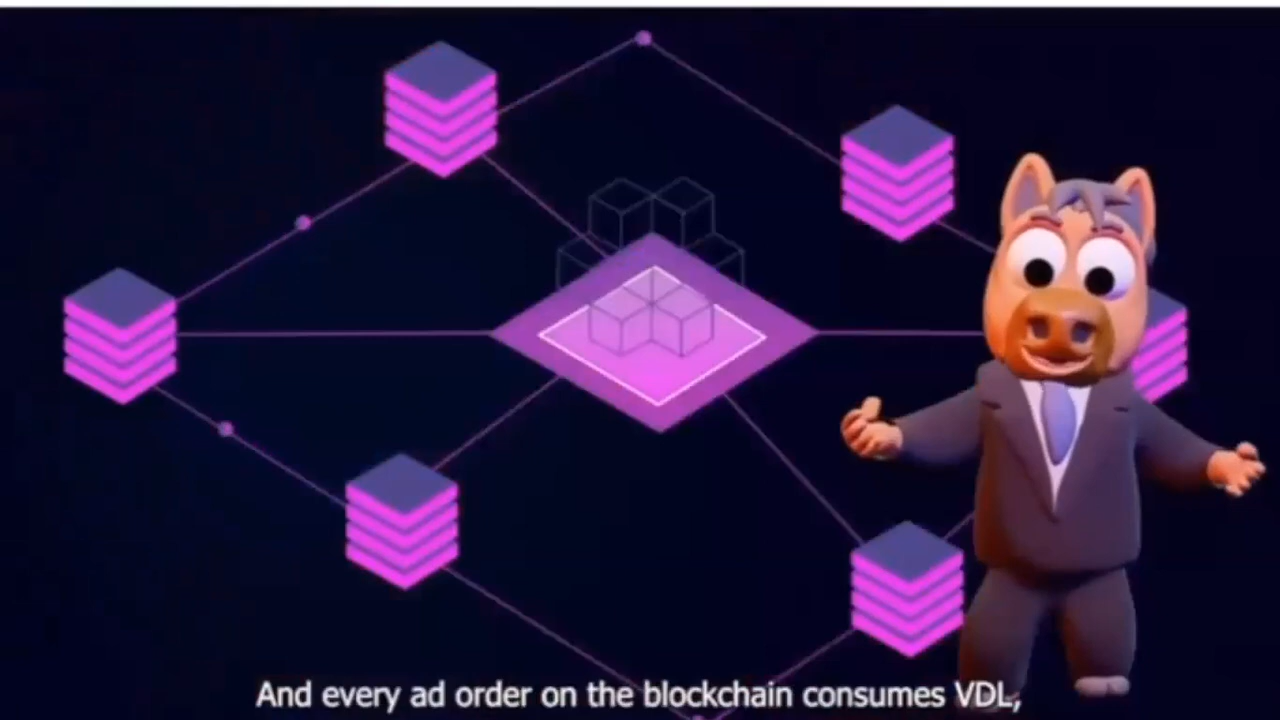 And every ad order on the blockchain consumes VDL,